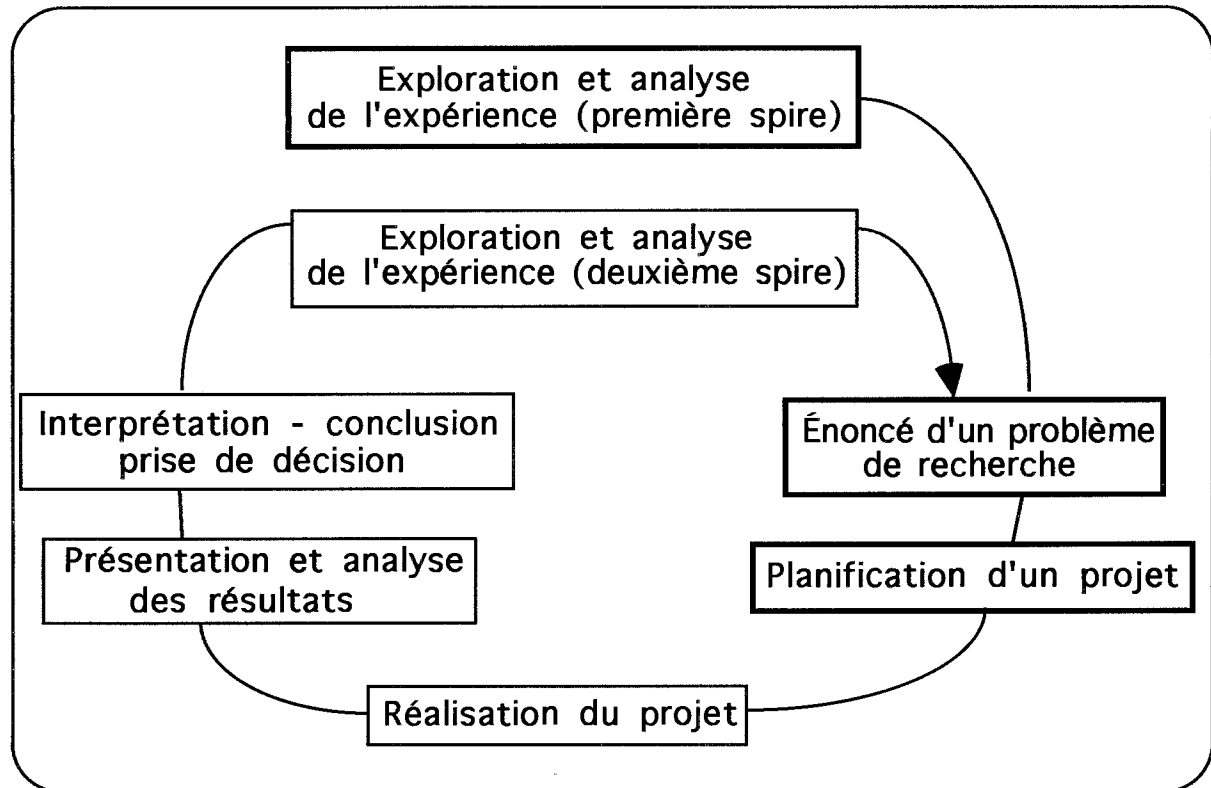 Exploration et analyse
de l'expérience (première spire)
Exploration et analyse
de l'expérience (deuxième spire)
Interprétation - conclusion
prise de décision
Énoncé d'un problème
de recherche
Présentation et analyse
des résultats
Planification d'un projet
Réalisation du projet